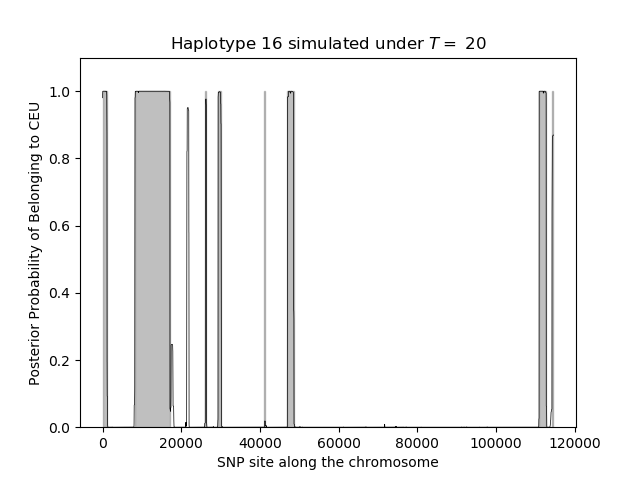 Haplotype 16 simulated under T = 20
Posterior Probability of Belonging to CEU
1.0
0.8
0.6
0.4
0.2
0.0
0 20000 40000 60000 80000 100000 120000
SNP site along the chromosome